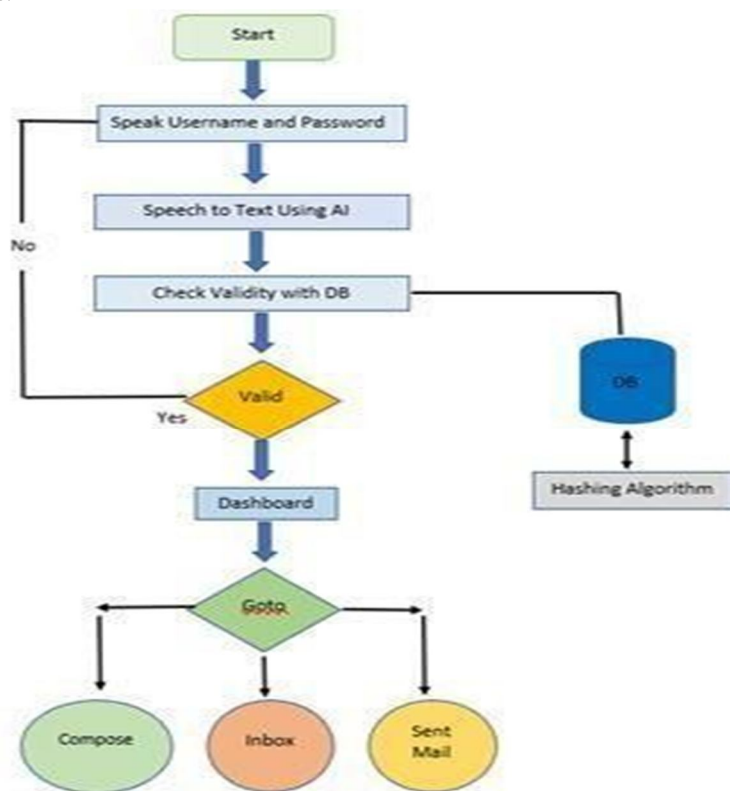 Start
Speak Username and Password
Speech to Text Using AI
No
Check Validity with DB
Valid
DB
Yes
Hashing Algorithm
Dashboard
Goto
Compose
Inbox
Sent
Mail